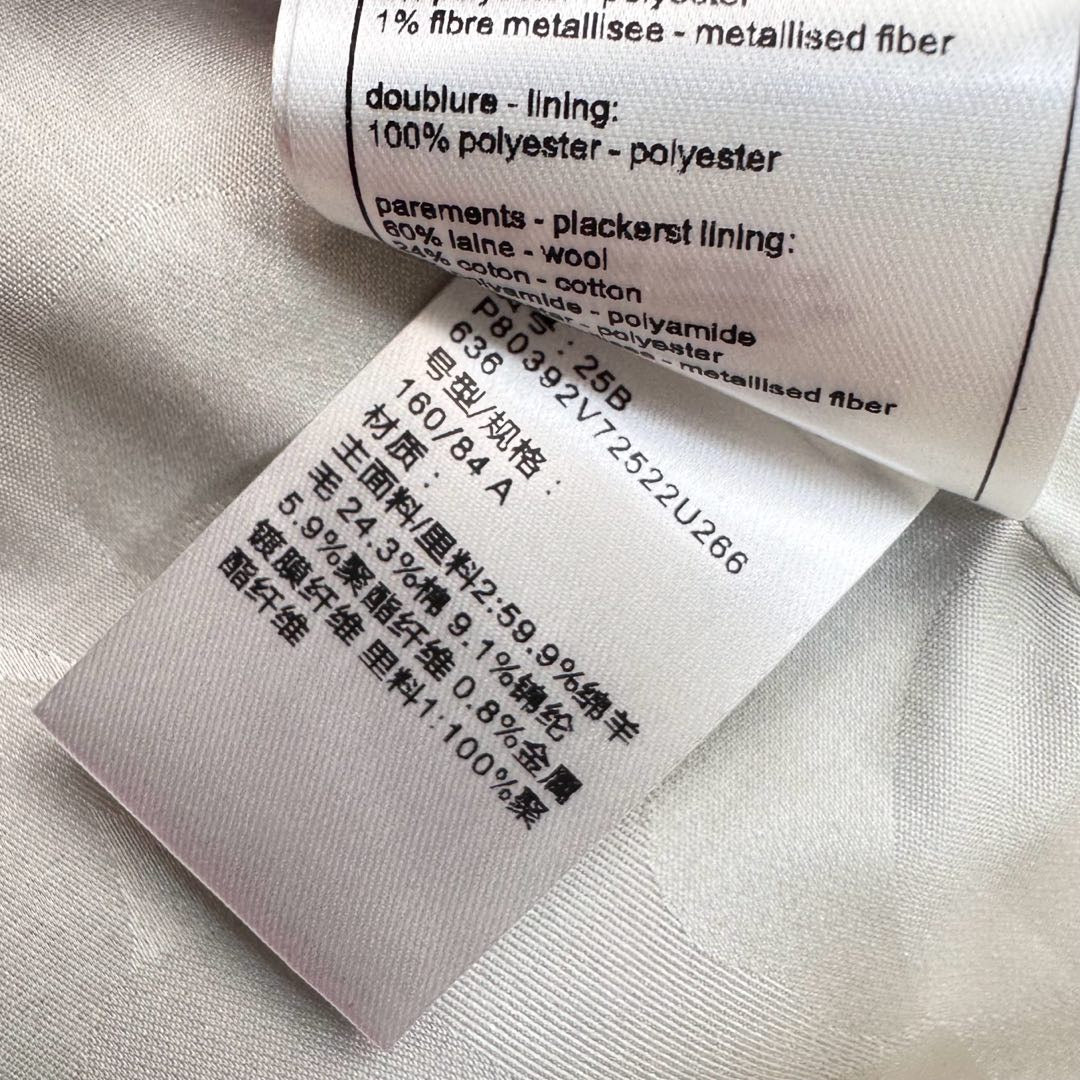 polyester
1% fibre metallisee - metallised fiber
doublure - lining:
100% polyester - polyester
parements - plackerst lining:
60% laine - wool
24% coton - cotton
polyamide - polyamide
- polyester
- metallised fiber
: 25B
P80392V72522U266
636
号型/规格：
160/84 A
材质：
主面料/里料2:59.9%绵羊
毛 24.3%棉 9.1%锦纶
5.9%聚酯纤维 0.8%金属
镀膜纤维 里料1:100%聚
酯纤维